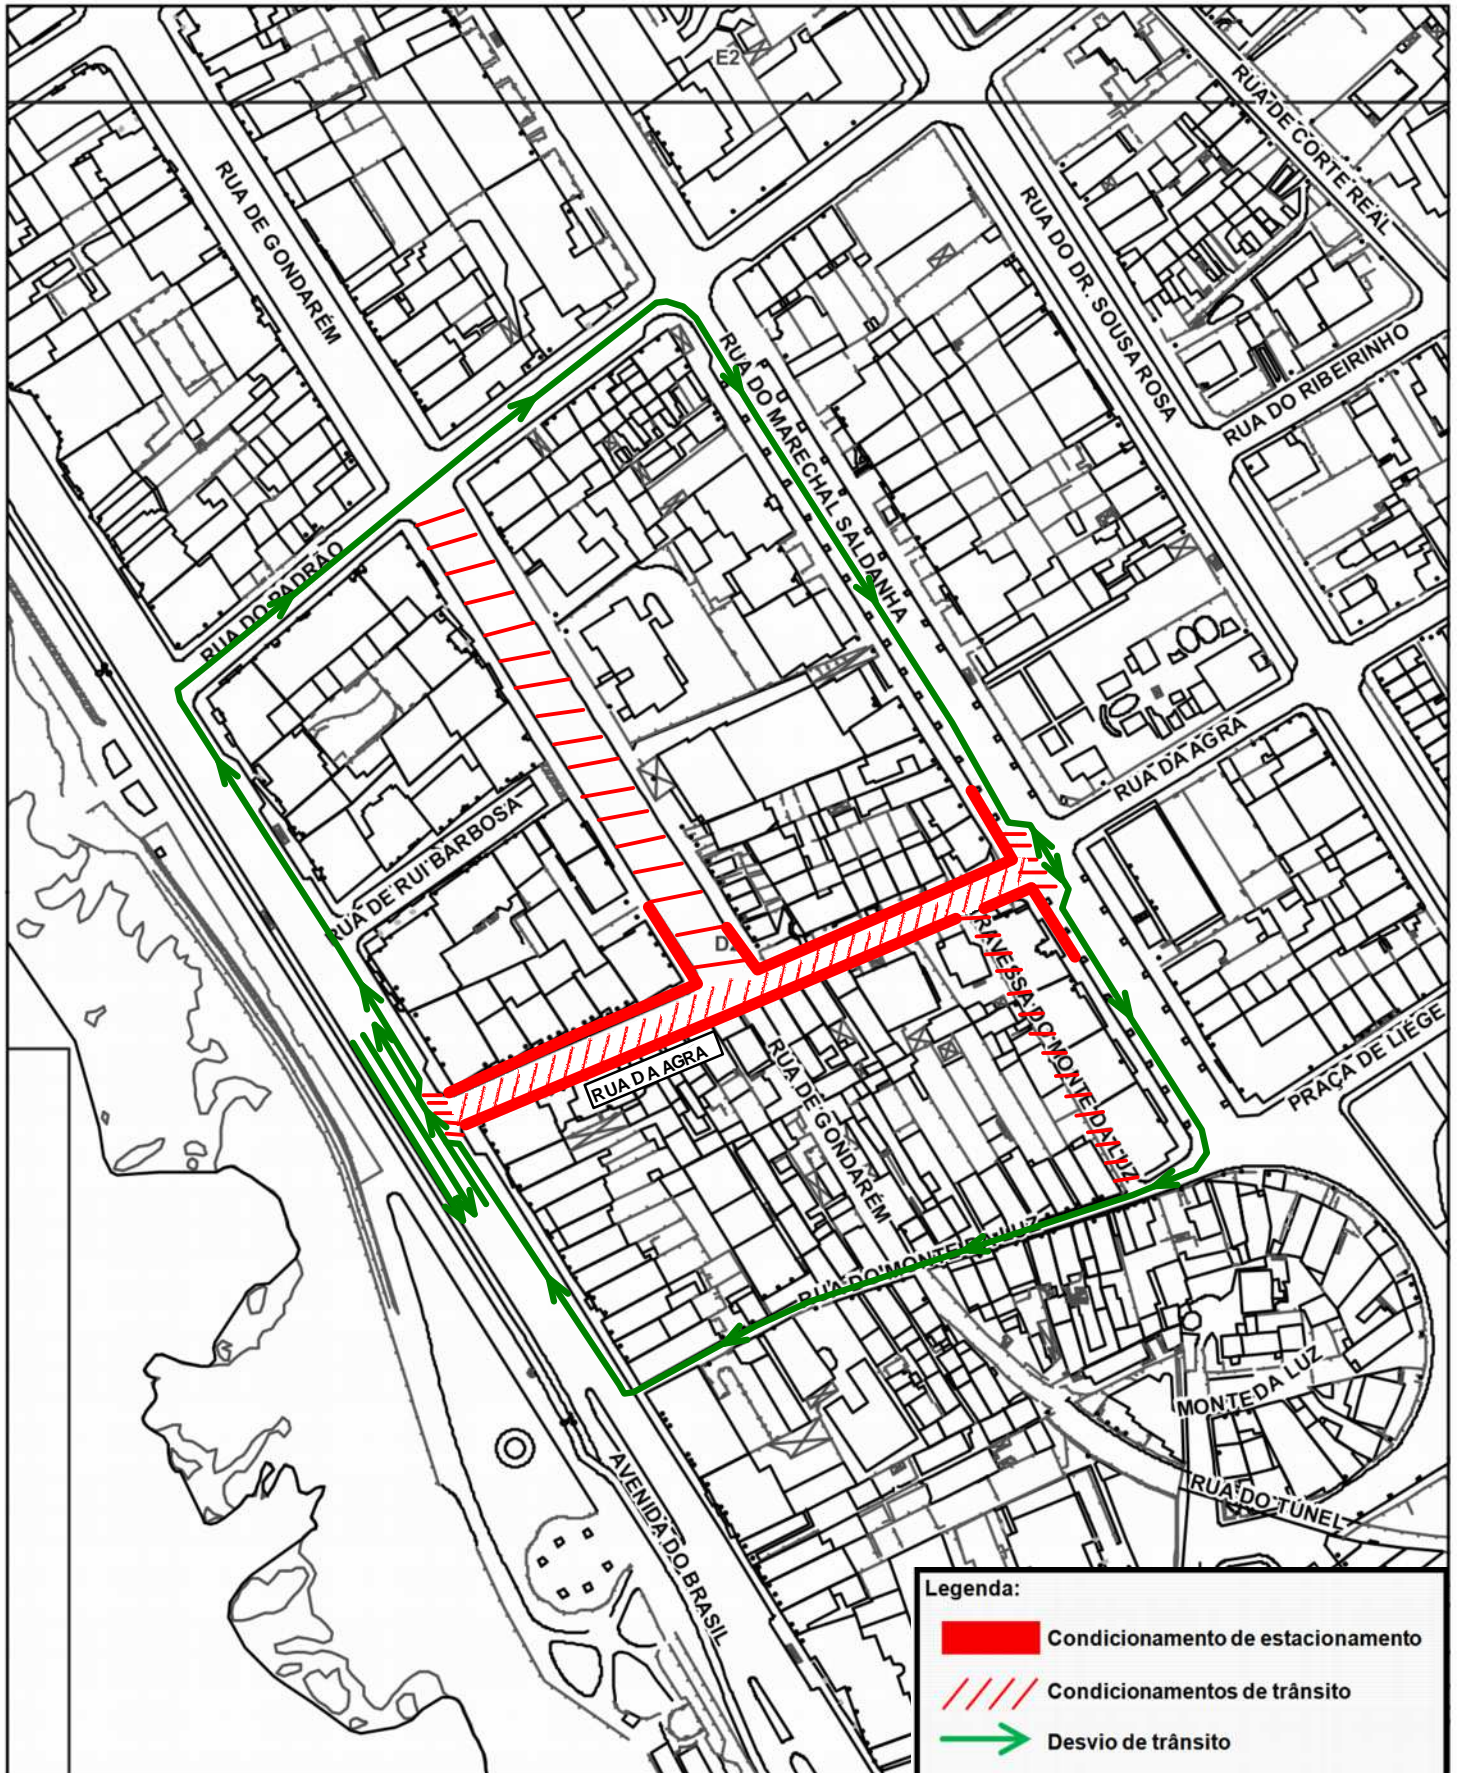 E2
RUA DE CORTE REAL
RUA DE GONDARÉM
RUA DO DR. SOUSA ROSA
RUA DO RIBEIRINHO
RUA DO MARECHAL SALDANHA
RUA DO PADRÃO
RUA DA AGRA
RUA DE RUI BARBOSA
TRAVESSA DO MONTE DA LUZ
RUA DA AGRA
RUA DE GONDARÉM
PRAÇA DE LIÉGE
RUA DO MONTE DA LUZ
MONTE DA LUZ
RUA DO TÚNEL
AVENIDA DO BRASIL
Legenda:
Condicionamento de estacionamento
Condicionamentos de trânsito
Desvio de trânsito